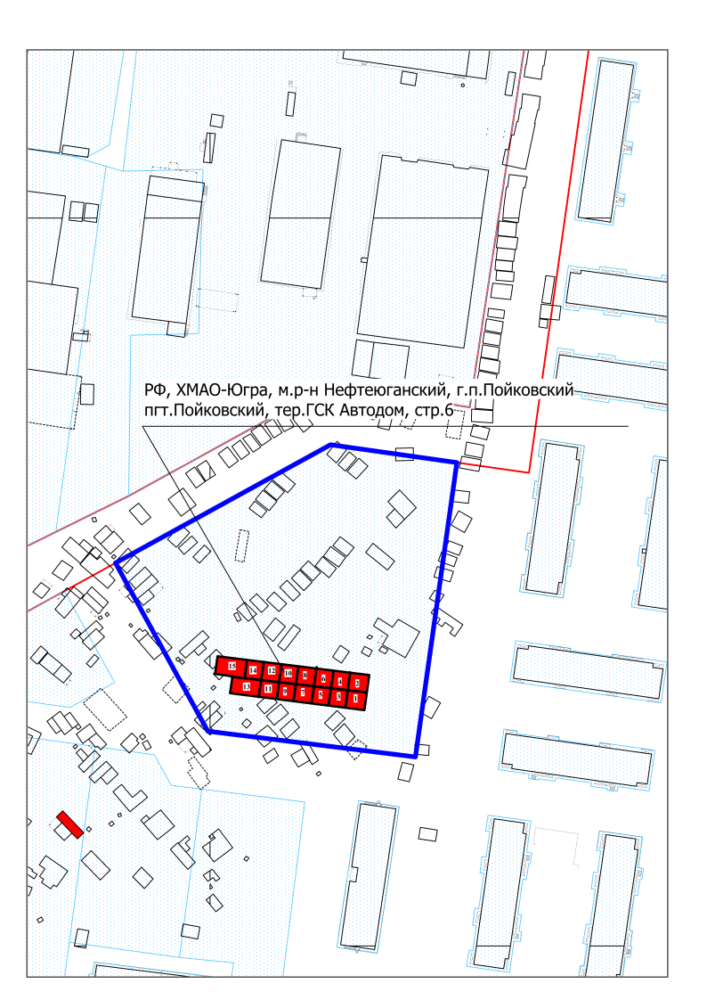 РФ, ХМАО-Югра, м.р-н Нефтеюганский, г.п.Пойковский
пгт.Пойковский, тер.ГСК Автодом, стр.6
15 14 12 10 8 6 4 2
13 11 9 7 5 3 1